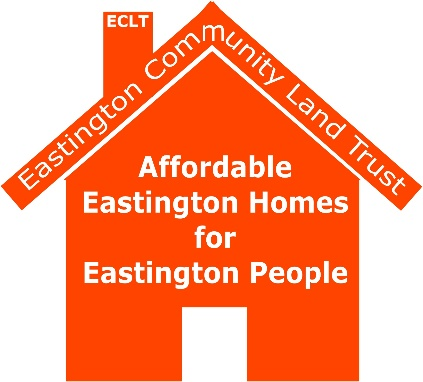 ECLT
Eastington Community Land Trust
Affordable
Eastington Homes
for
Eastington People